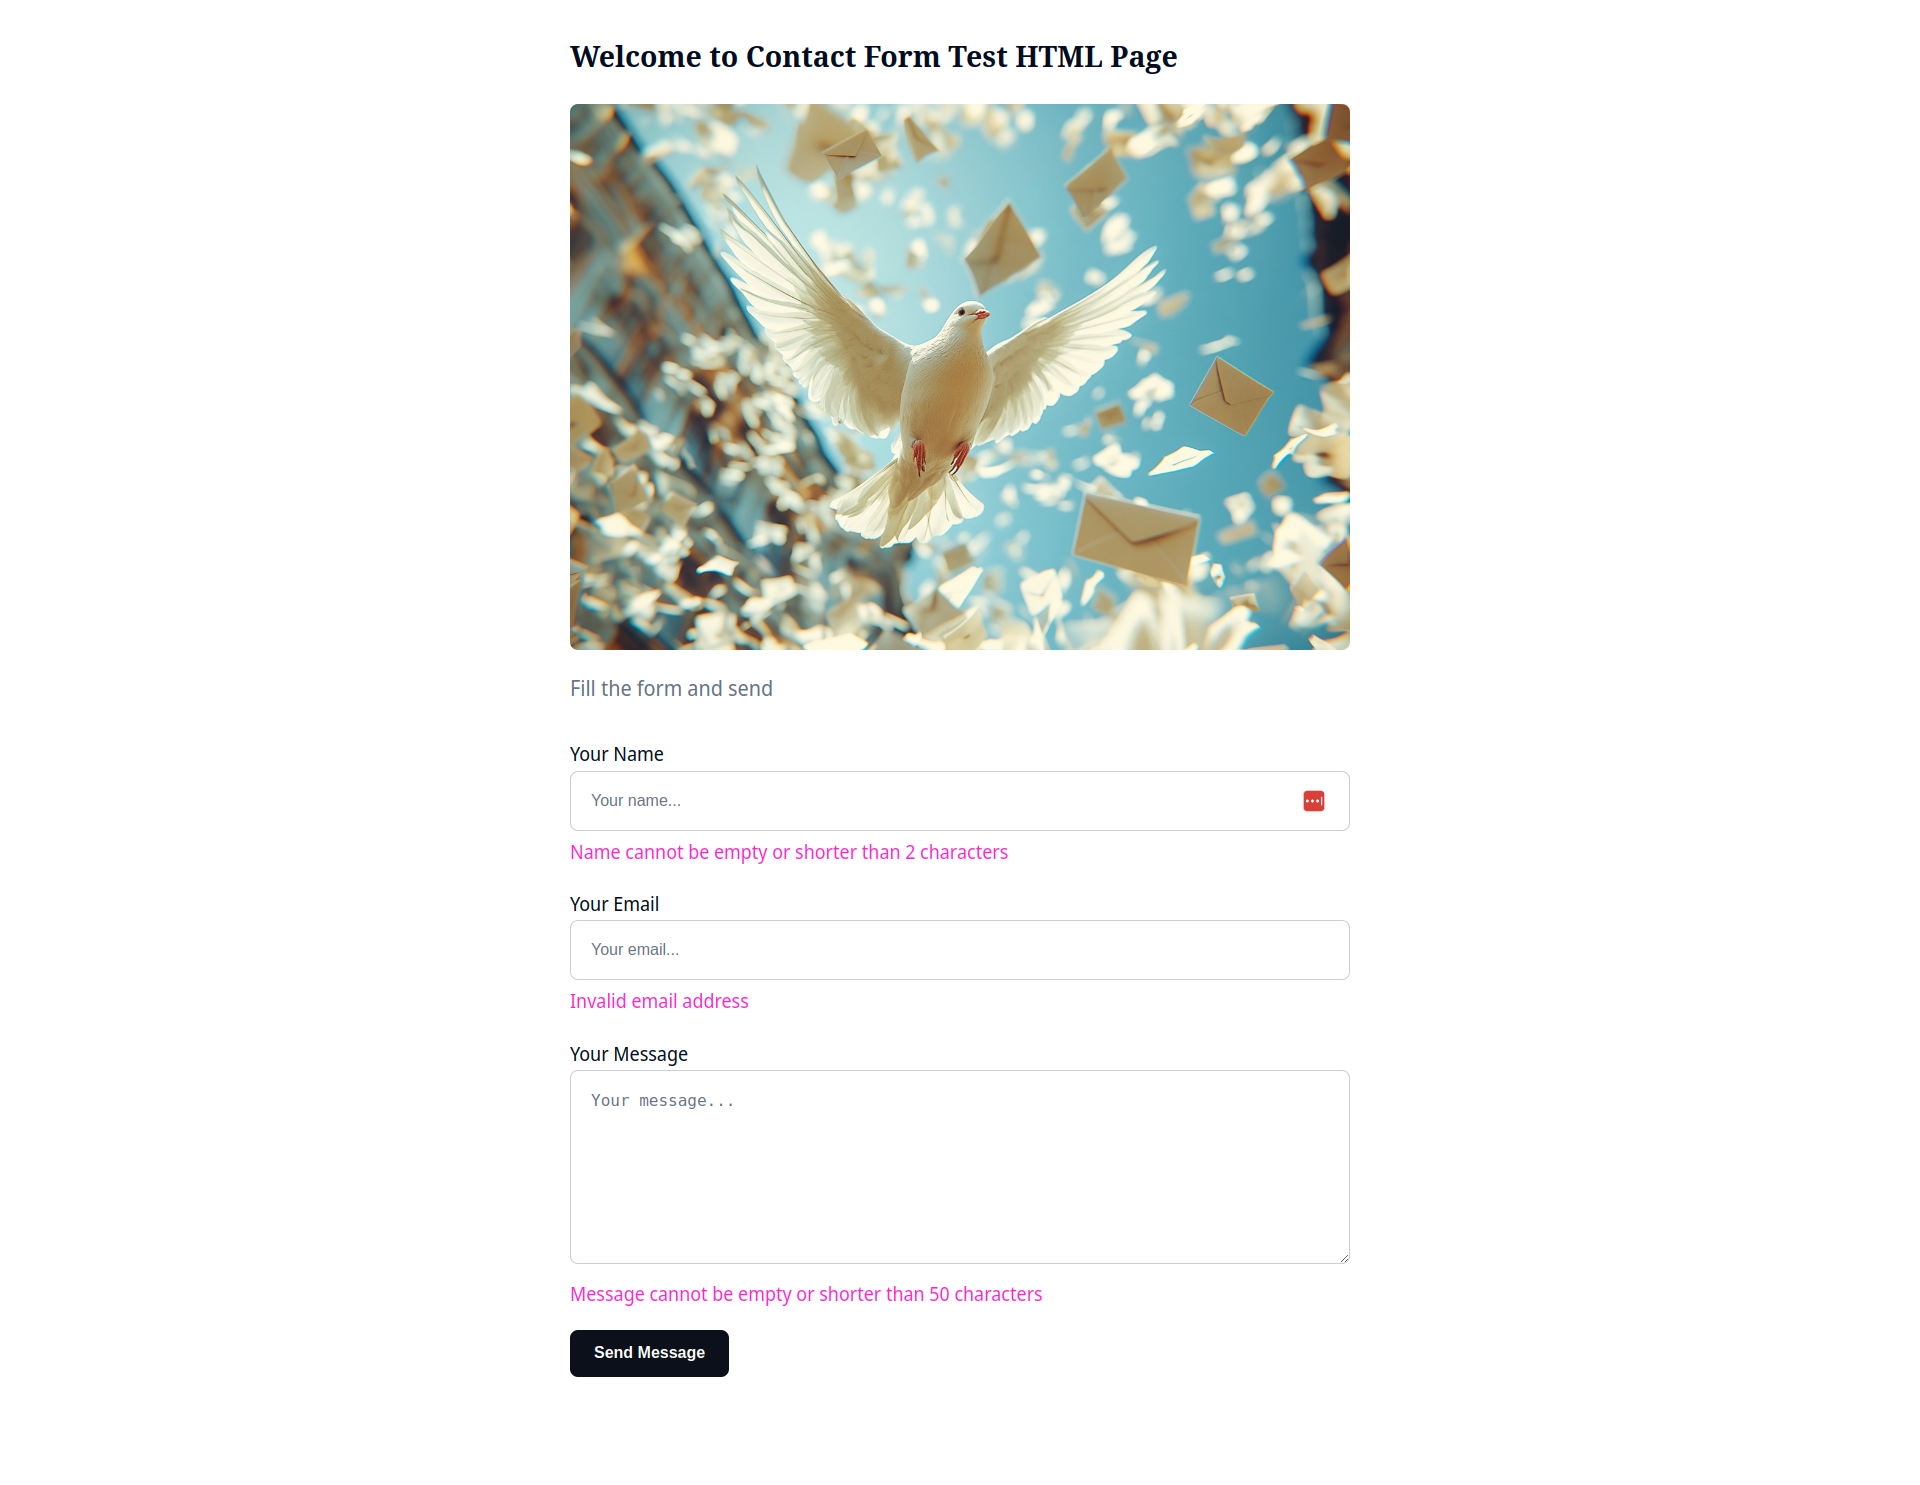 Welcome to Contact Form Test HTML Page
Fill the form and send
Your Name
Your name...
Name cannot be empty or shorter than 2 characters
Your Email
Your email...
Invalid email address
Your Message
Your message...
Message cannot be empty or shorter than 50 characters
Send Message